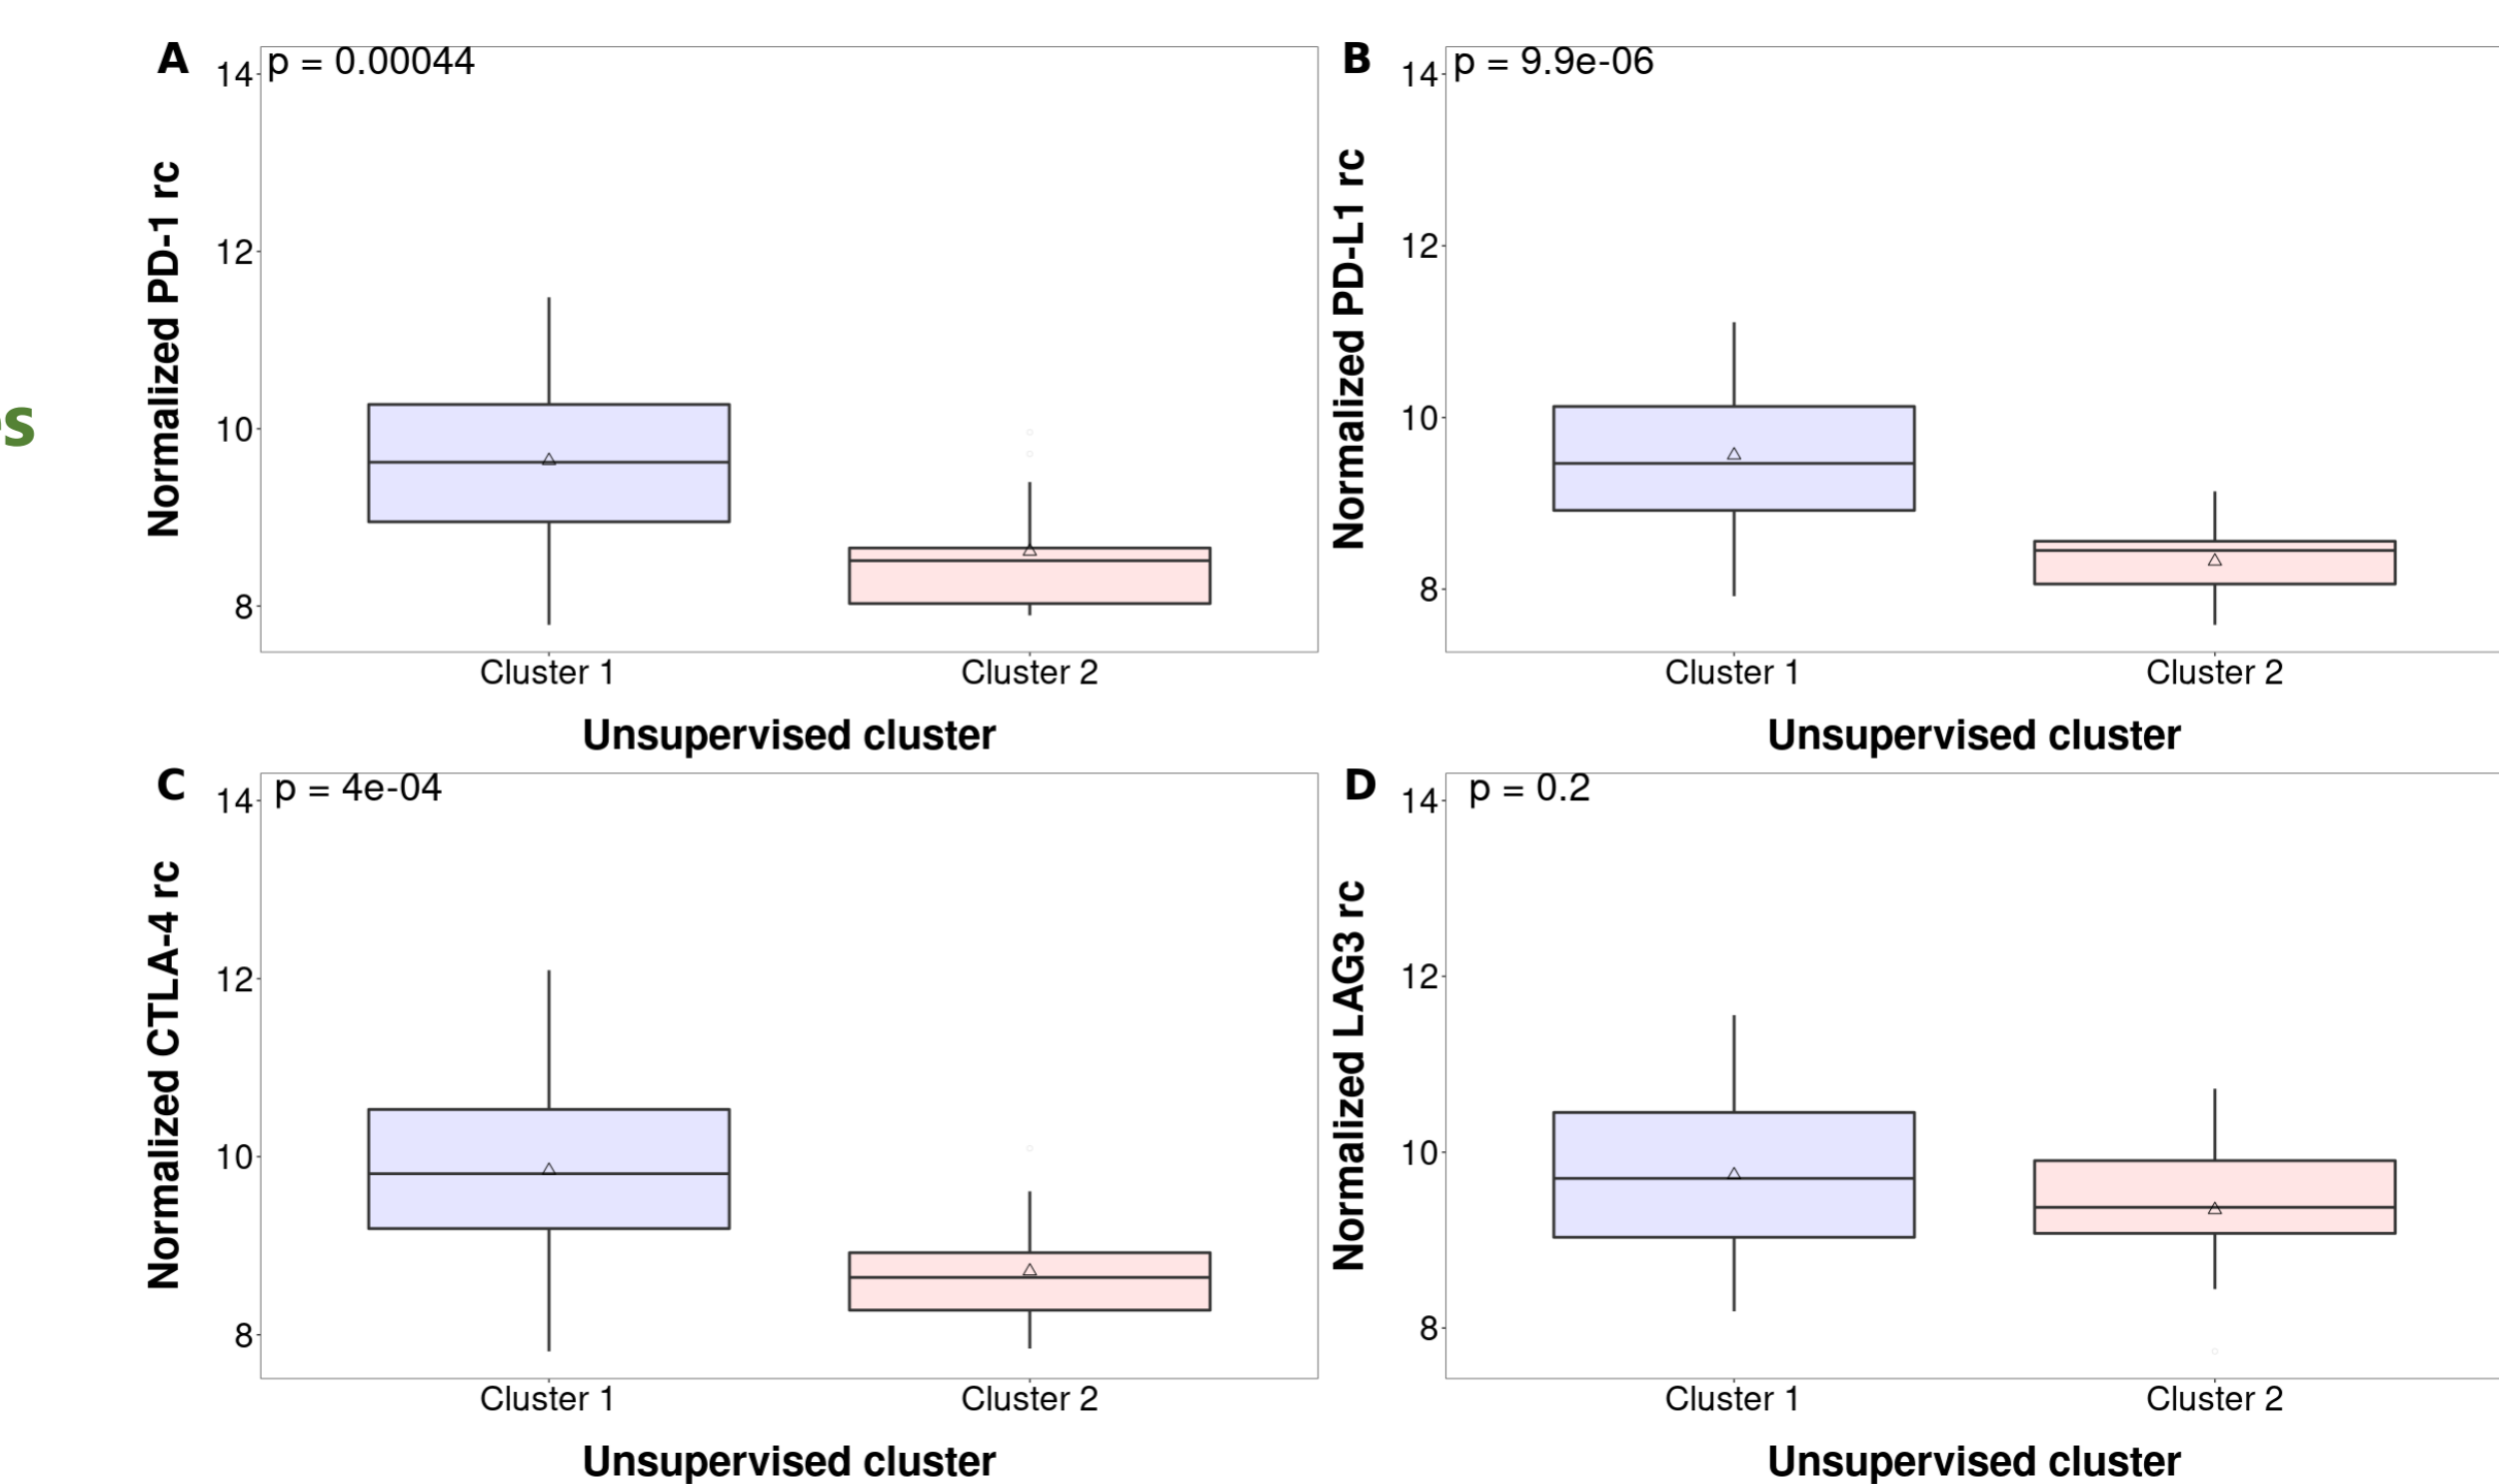 A
p = 0.00044
14
12
10
8
Normalized PD-1 rc
Cluster 1
Cluster 2
Unsupervised cluster
B
p = 9.9e-06
14
12
10
8
Normalized PD-L1 rc
Cluster 1
Cluster 2
Unsupervised cluster
s
C
p = 4e-04
14
12
10
8
Normalized CTLA-4 rc
Cluster 1
Cluster 2
Unsupervised cluster
D
p = 0.2
14
12
10
8
Normalized LAG3 rc
Cluster 1
Cluster 2
Unsupervised cluster